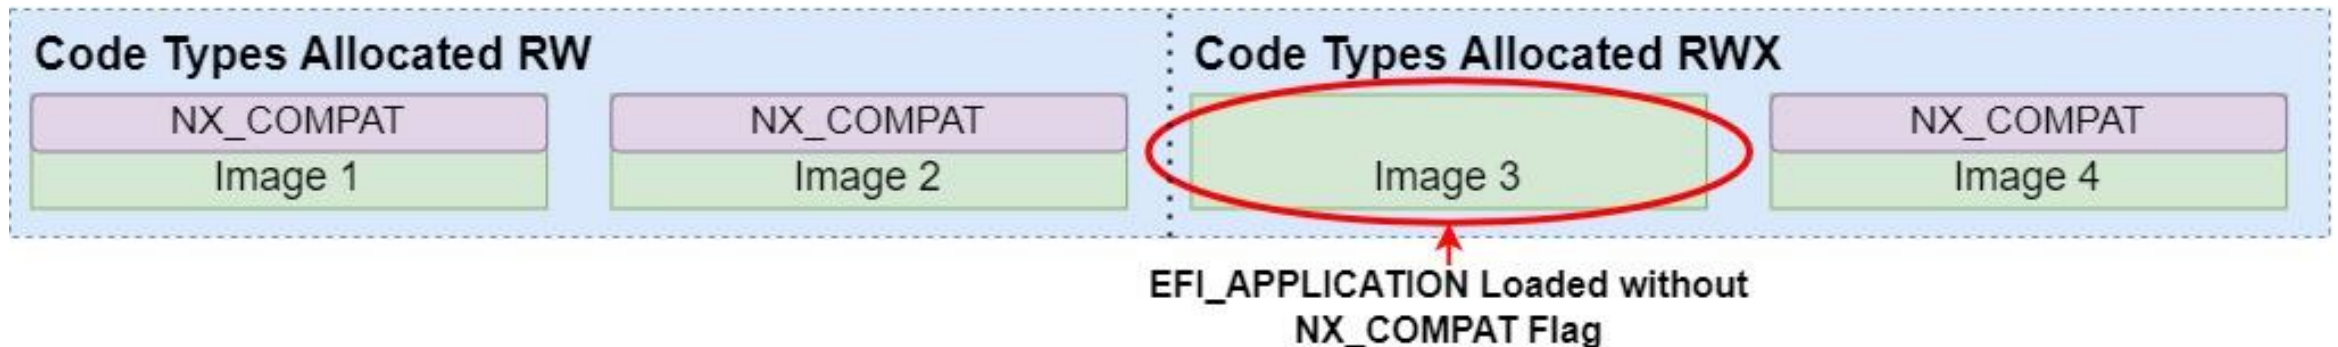 Code Types Allocated RW
NX_COMPAT
Image 1
NX_COMPAT
Image 2
Code Types Allocated RWX
Image 3
NX_COMPAT
Image 4
EFI_APPLICATION Loaded without
NX_COMPAT Flag